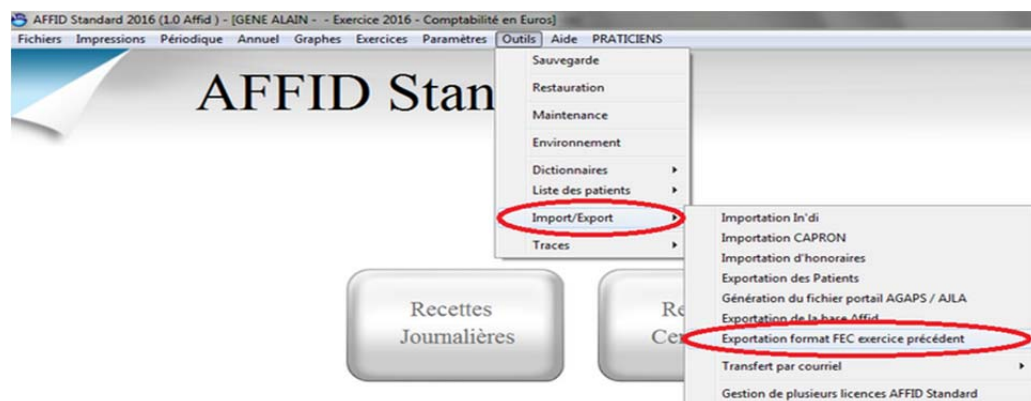 AFFID Standard 2016 (1.0 Affid ) - [GENE ALAIN - - Exercice 2016 - Comptabilité en Euros]
Fichiers Impressions Périodique Annuel Graphes Exercices Paramètres Outils Aide PRATICIENS
AFFID Stan
Sauvegarde
Restauration
Maintenance
Environnement
Dictionnaires
Liste des patients
Import/Export
Traces
Importation In'di
Importation CAPRON
Importation d'honoraires
Exportation des Patients
Génération du fichier portail AGAPS / AJLA
Exportation de la base Affid
Exportation format FEC exercice précédent
Transfert par courriel
Gestion de plusieurs licences AFFID Standard
Recettes
Journalières
Re
Cen